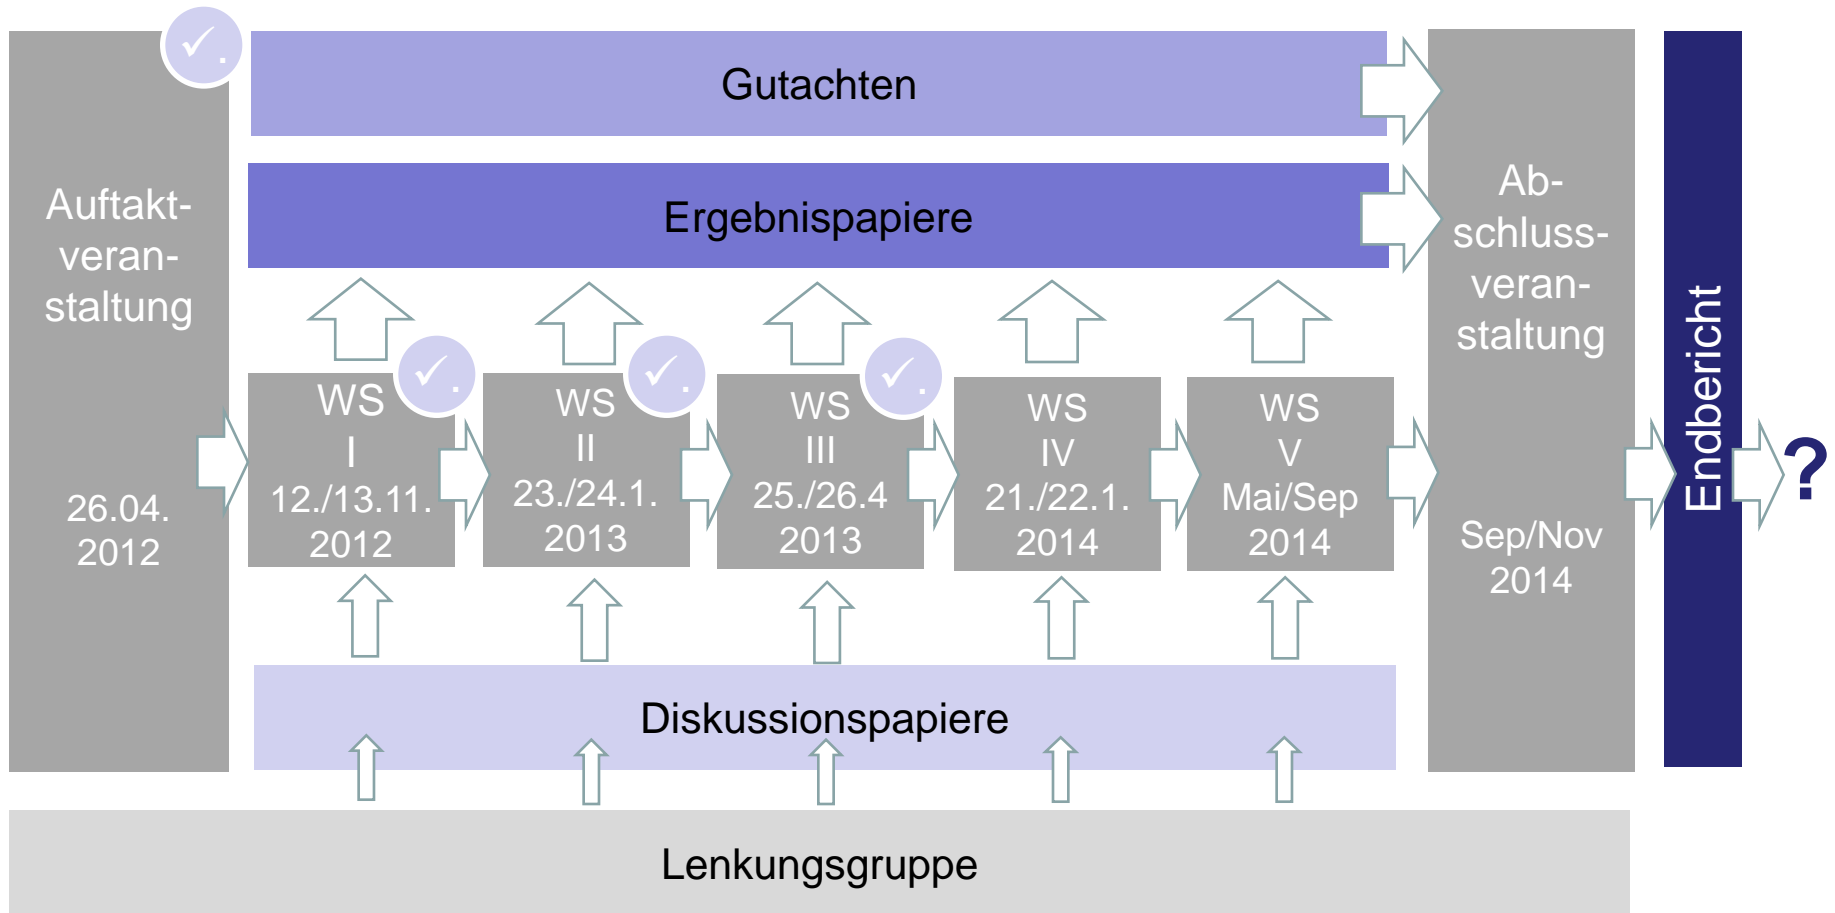 Gutachten
Ergebnispapiere
Auftakt-
veran-
staltung
26.04.
2012
WS
I
12./13.11.
2012
WS
II
23./24.1.
2013
WS
III
25./26.4
2013
WS
IV
21./22.1.
2014
WS
V
Mai/Sep
2014
Ab-
schluss-
veran-
staltung
Sep/Nov
2014
Endbericht
?
Diskussionspapiere
Lenkungsgruppe